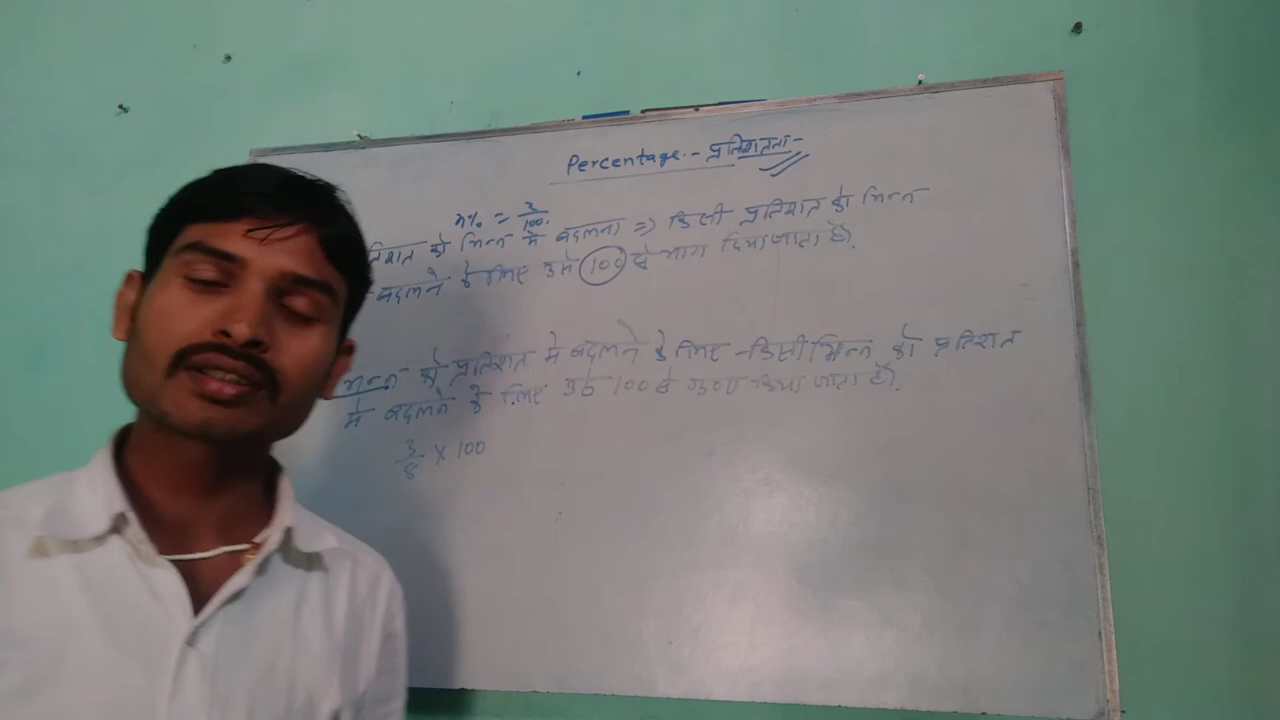 Percentage - प्रतिशतता -
x% = x/100
प्रतिशत को भिन्न में बदलना => किसी प्रतिशत को भिन्न
बदलने के लिए उसमें 100 से भाग दिया जाता है।
भिन्न को प्रतिशत में बदलने के लिए - किसी भिन्न को प्रतिशत
में बदलने के लिए उसे 100 से गुणा किया जाता है।
3/8 × 100